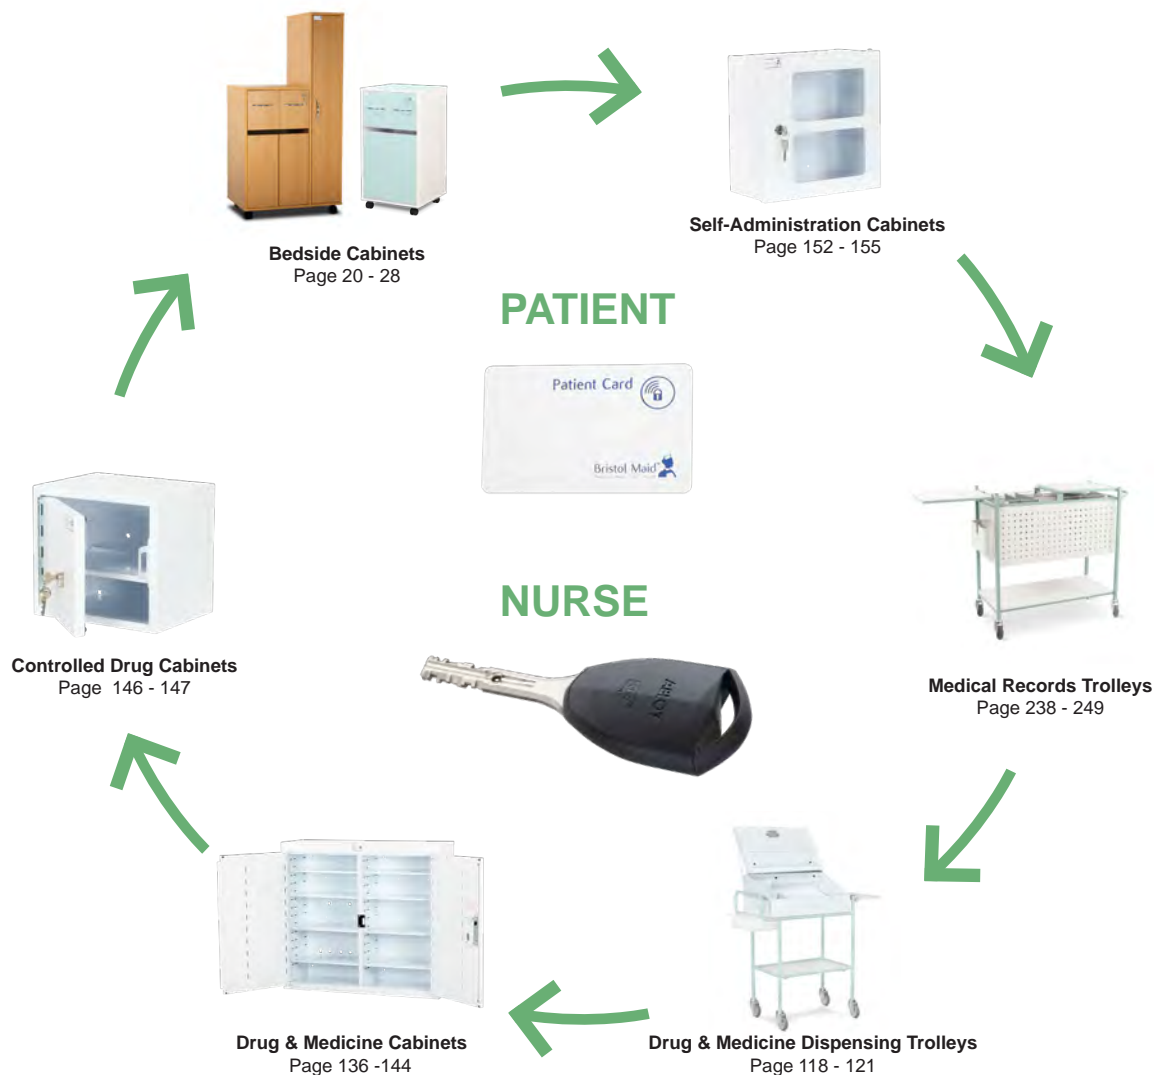 Bedside Cabinets
Page 20 - 28
Self-Administration Cabinets
Page 152 - 155
PATIENT
Patient Card
Bristol Maid
NURSE
Controlled Drug Cabinets
Page 146 - 147
Medical Records Trolleys
Page 238 - 249
Drug & Medicine Cabinets
Page 136 -144
Drug & Medicine Dispensing Trolleys
Page 118 - 121